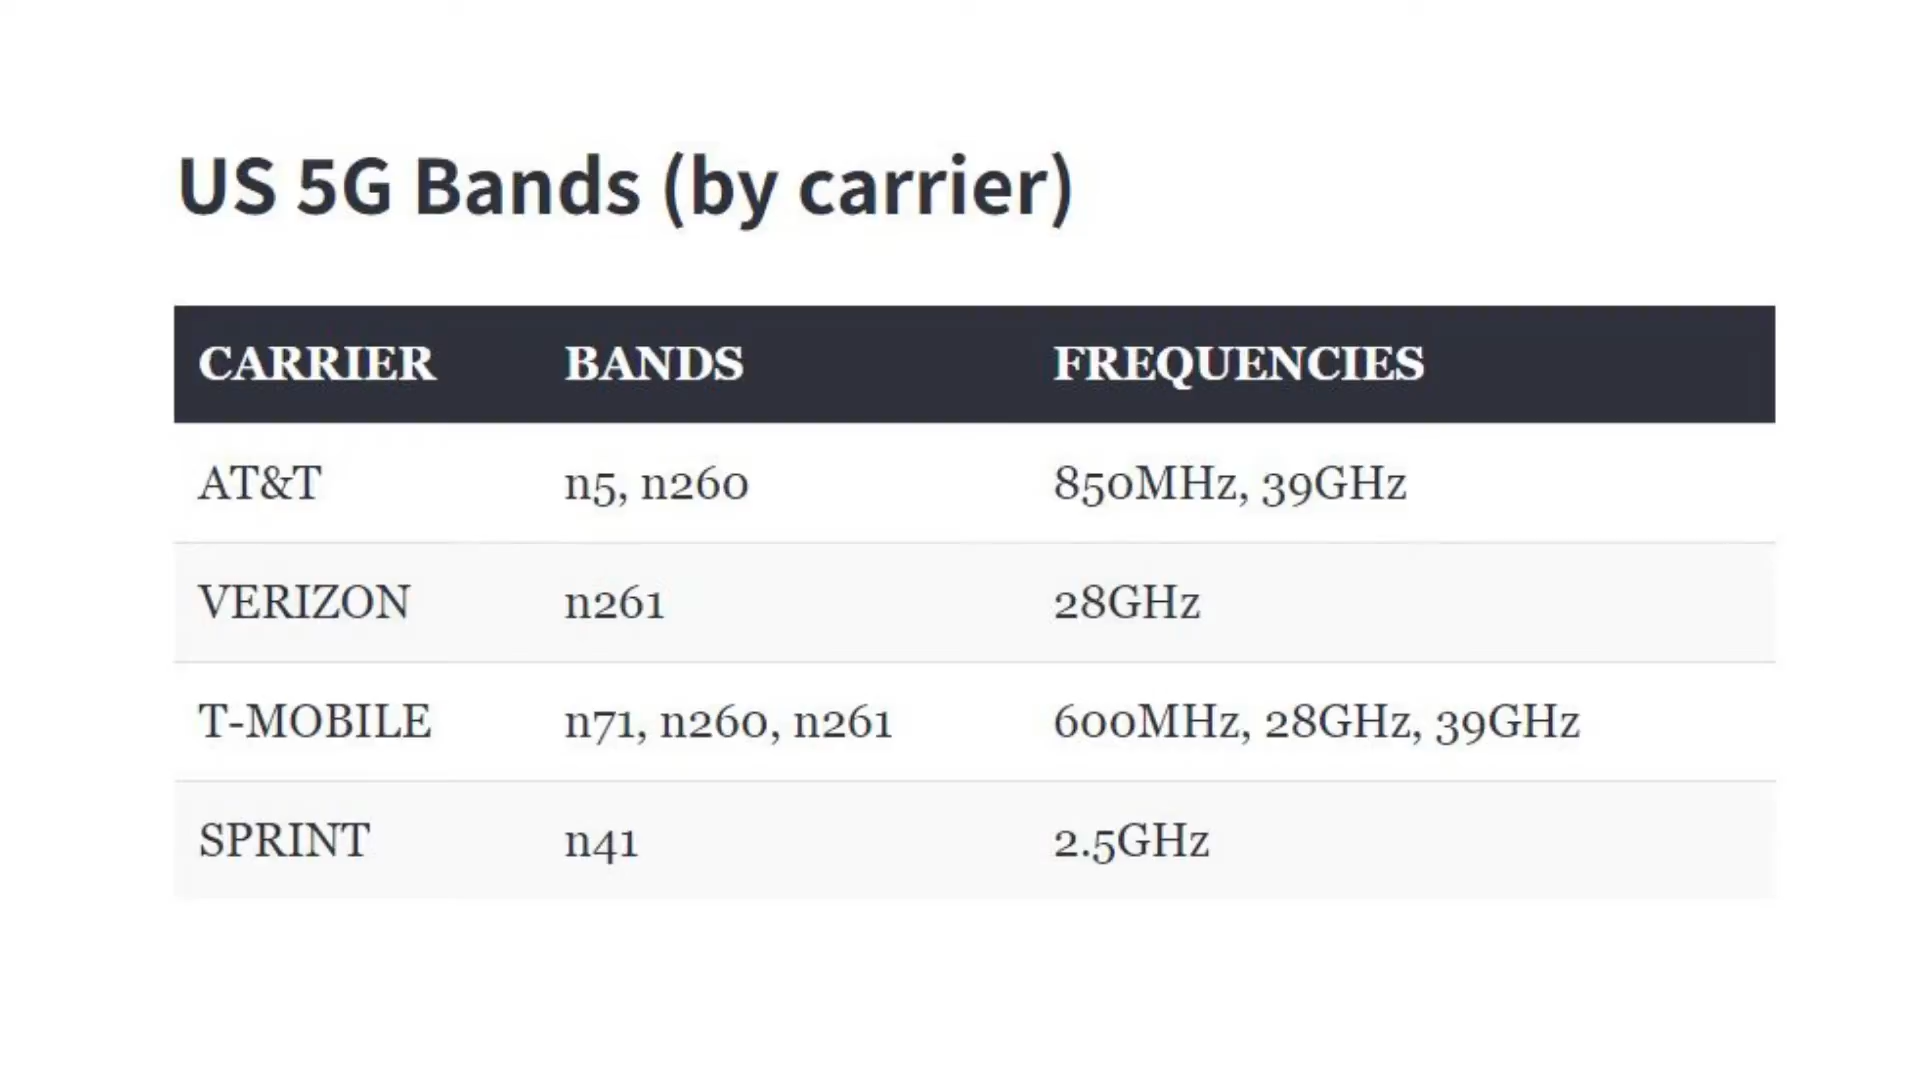 US 5G Bands (by carrier)
CARRIER BANDS FREQUENCIES
AT&T n5, n260 850MHz, 39GHz
VERIZON n261 28GHz
T-MOBILE n71, n260, n261 600MHz, 28GHz, 39GHz
SPRINT n41 2.5GHz